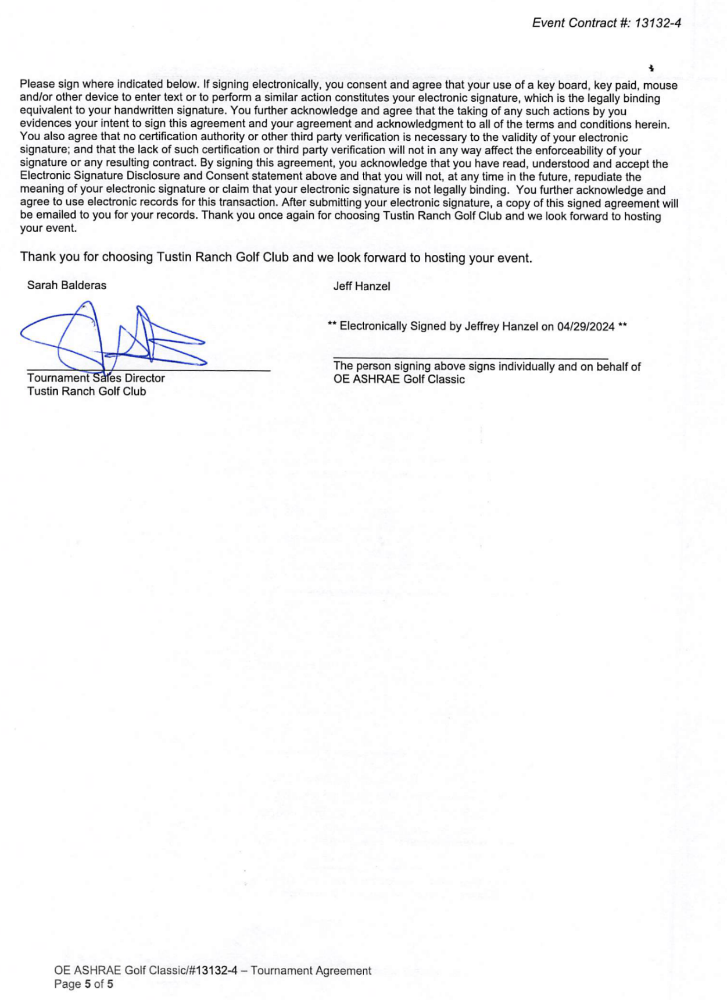 Event Contract #: 13132-4
Please sign where indicated below. If signing electronically, you consent and agree that your use of a key board, key paid, mouse
and/or other device to enter text or to perform a similar action constitutes your electronic signature, which is the legally binding
equivalent to your handwritten signature. You further acknowledge and agree that the taking of any such actions by you
evidences your intent to sign this agreement and your agreement and acknowledgment to all of the terms and conditions herein.
You also agree that no certification authority or other third party verification is necessary to the validity of your electronic
signature; and that the lack of such certification or third party verification will not in any way affect the enforceability of your
signature or any resulting contract. By signing this agreement, you acknowledge that you have read, understood and accept the
Electronic Signature Disclosure and Consent statement above and that you will not, at any time in the future, repudiate the
meaning of your electronic signature or claim that your electronic signature is not legally binding.  You further acknowledge and
agree to use electronic records for this transaction. After submitting your electronic signature, a copy of this signed agreement will
be emailed to you for your records. Thank you once again for choosing Tustin Ranch Golf Club and we look forward to hosting
your event.
Thank you for choosing Tustin Ranch Golf Club and we look forward to hosting your event.
Sarah Balderas
Tournament Sales Director
Tustin Ranch Golf Club
Jeff Hanzel
** Electronically Signed by Jeffrey Hanzel on 04/29/2024 **
The person signing above signs individually and on behalf of
OE ASHRAE Golf Classic
OE ASHRAE Golf Classic/#13132-4 – Tournament Agreement
Page 5 of 5